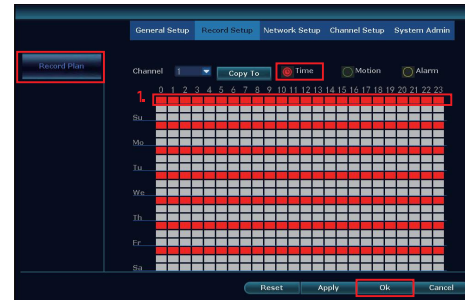 General Setup Record Setup Network Setup Channel Setup System Admin
Record Plan
Channel 1 Copy To Time Motion Alarm
0 1 2 3 4 5 6 7 8 9 10 11 12 13 14 15 16 17 18 19 20 21 22 23
1.
Su
Mo
Tu
We
Th
Fr
Sa
Reset Apply Ok Cancel